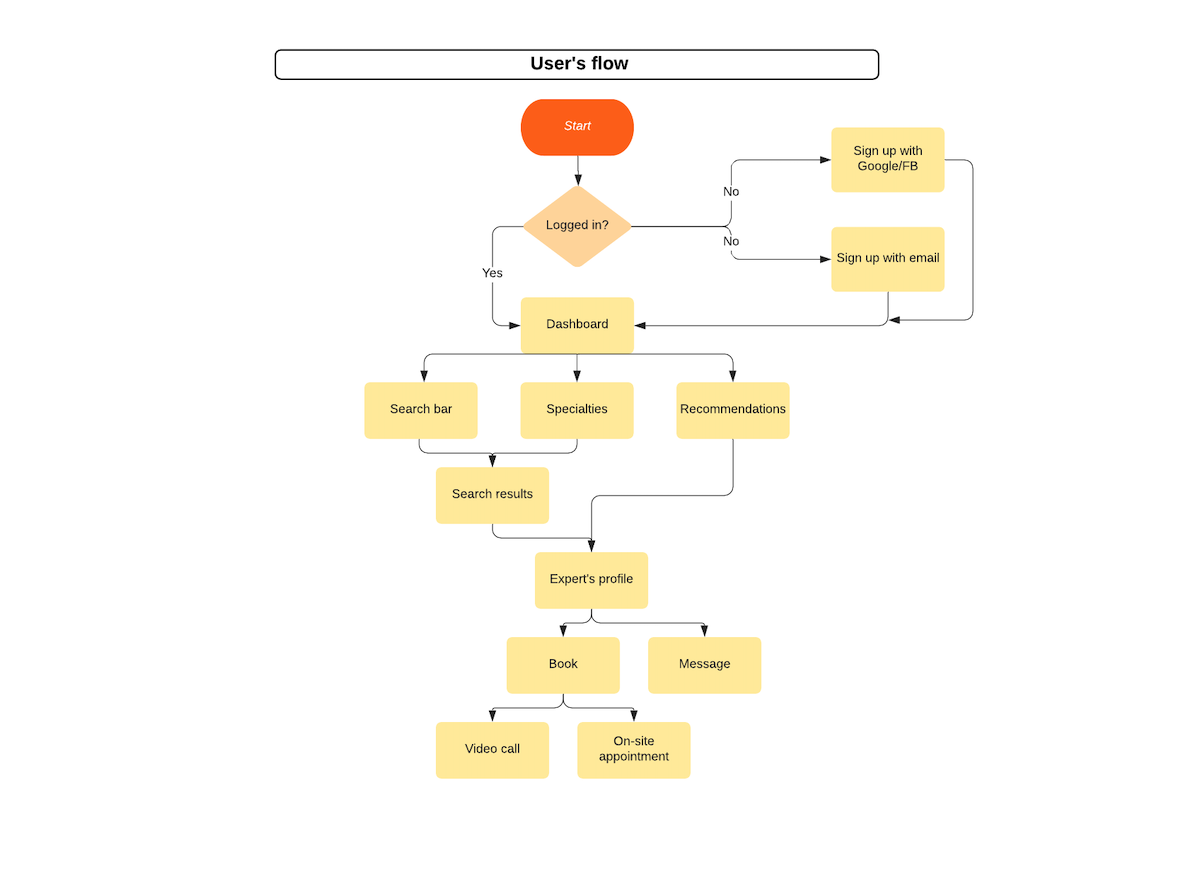 User's flow
Start
Logged in?
No
No
Yes
Sign up with
Google/FB
Sign up with email
Dashboard
Search bar
Specialties
Recommendations
Search results
Expert's profile
Book
Message
Video call
On-site
appointment